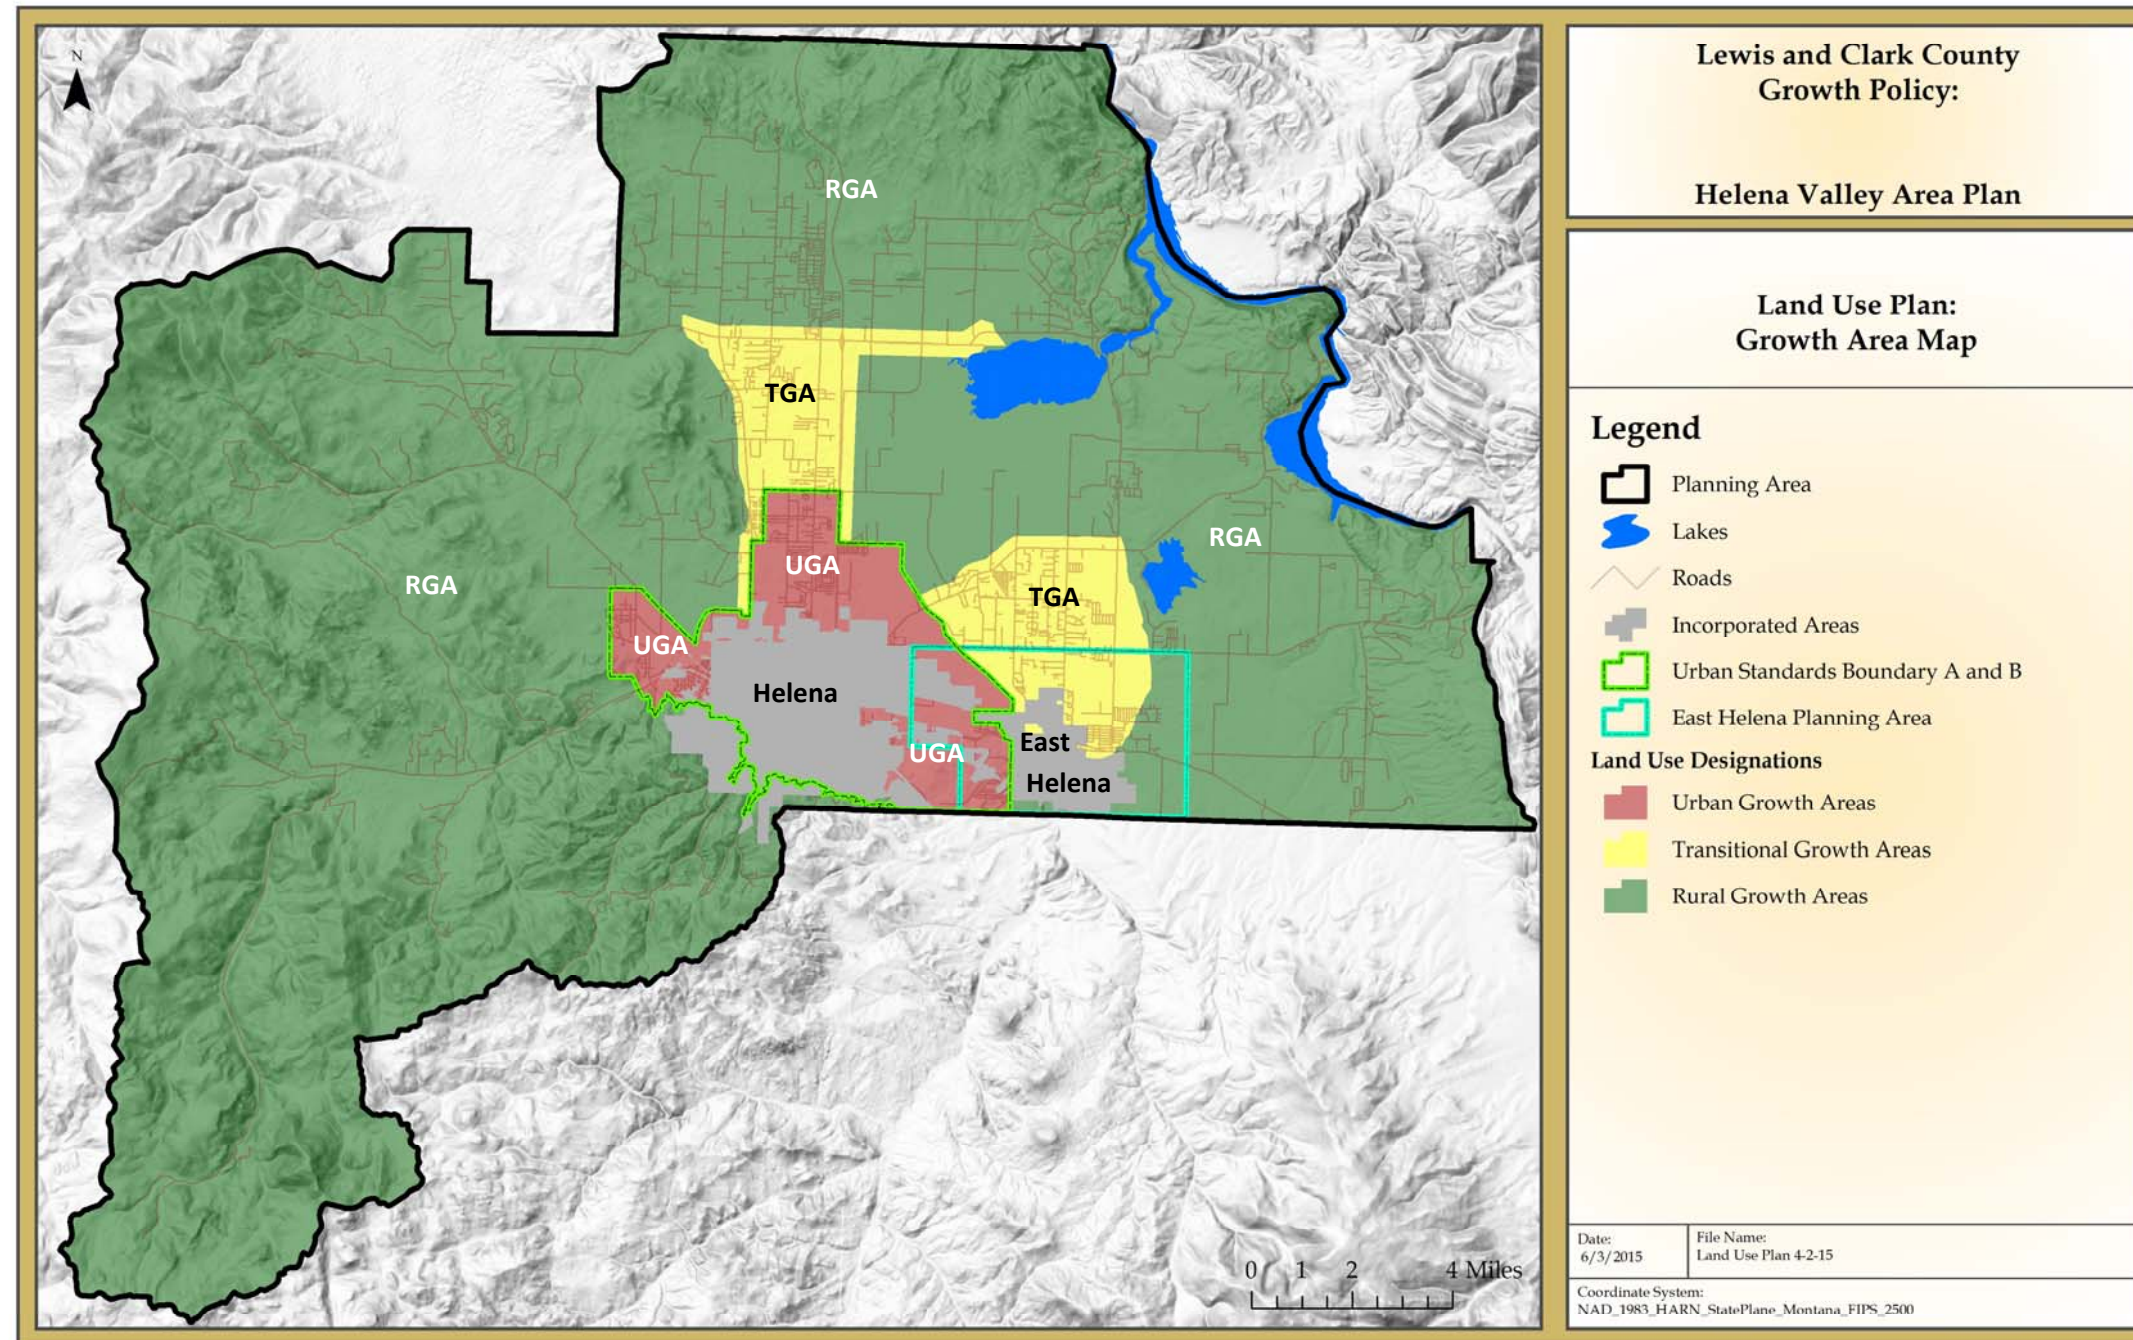 N
RGA
TGA
RGA
UGA
RGA
TGA
UGA
Helena
UGA
East
Helena
0 1 2 4 Miles
Lewis and Clark County
Growth Policy:
Helena Valley Area Plan
Land Use Plan:
Growth Area Map
Legend
Planning Area
Lakes
Roads
Incorporated Areas
Urban Standards Boundary A and B
East Helena Planning Area
Land Use Designations
Urban Growth Areas
Transitional Growth Areas
Rural Growth Areas
Date:
6/3/2015
File Name:
Land Use Plan 4-2-15
Coordinate System:
NAD_1983_HARN_StatePlane_Montana_FIPS_2500